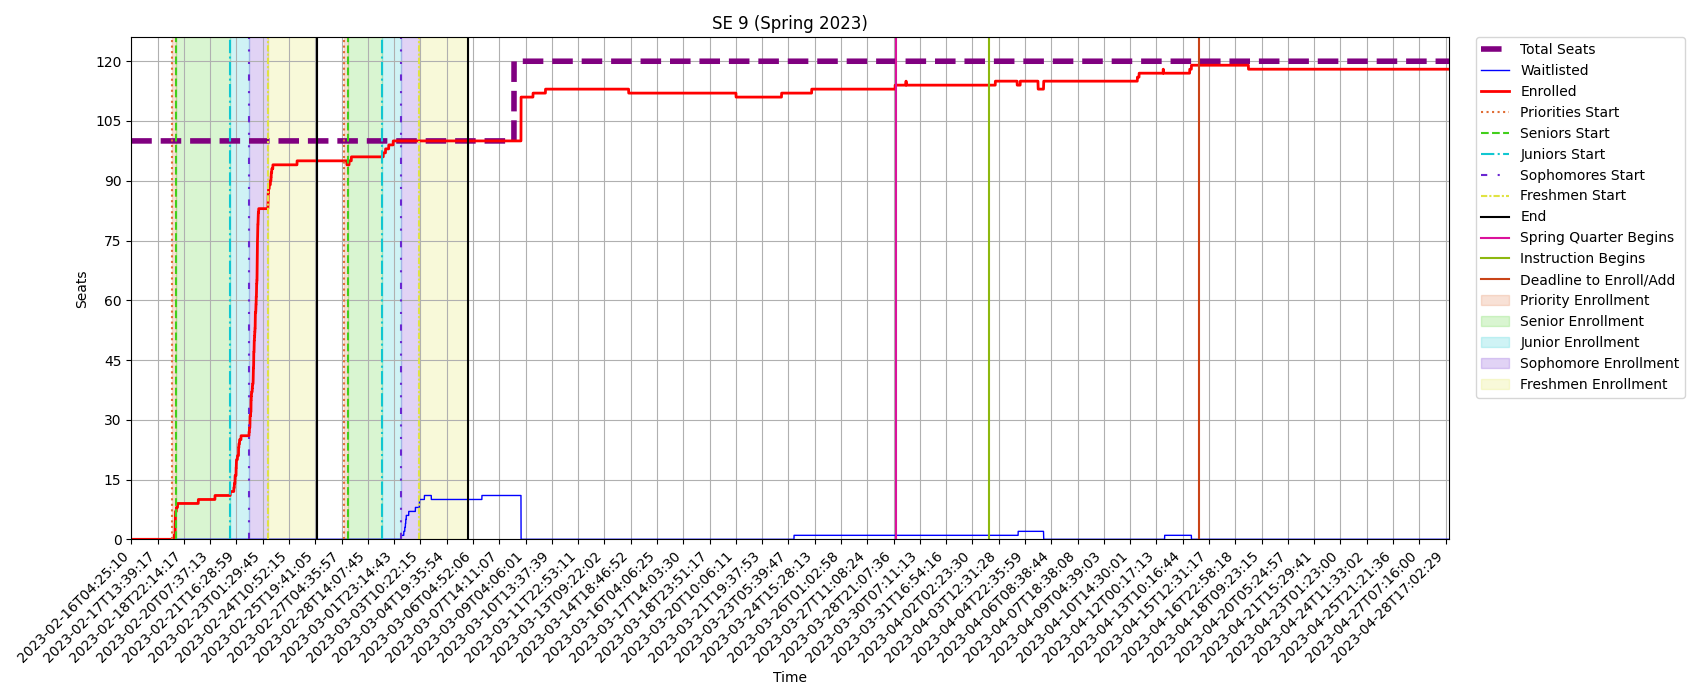 SE 9 (Spring 2023)
Seats
120
105
90
75
60
45
30
15
0
2023-02-16T04:25:10
2023-02-17T13:39:17
2023-02-18T22:14:17
2023-02-20T07:37:13
2023-02-21T16:28:59
2023-02-23T01:29:45
2023-02-24T10:52:15
2023-02-25T19:41:05
2023-02-27T04:35:57
2023-02-28T14:07:45
2023-03-01T23:14:43
2023-03-03T10:22:15
2023-03-04T19:35:54
2023-03-06T04:52:06
2023-03-07T14:11:07
2023-03-09T04:06:01
2023-03-10T13:37:39
2023-03-11T22:53:11
2023-03-13T09:22:02
2023-03-14T18:46:52
2023-03-16T04:06:25
2023-03-17T14:03:30
2023-03-18T23:51:17
2023-03-20T10:06:11
2023-03-21T19:37:53
2023-03-23T05:39:47
2023-03-24T15:28:13
2023-03-26T01:02:58
2023-03-27T11:08:24
2023-03-28T21:07:36
2023-03-30T07:11:13
2023-03-31T16:54:16
2023-04-02T02:23:30
2023-04-03T12:31:28
2023-04-04T22:35:59
2023-04-06T08:38:44
2023-04-07T18:38:08
2023-04-09T04:39:03
2023-04-10T14:30:01
2023-04-12T00:17:13
2023-04-13T10:16:44
2023-04-15T12:31:17
2023-04-16T22:58:18
2023-04-18T09:23:15
2023-04-20T05:24:57
2023-04-21T15:29:41
2023-04-23T01:23:00
2023-04-24T11:33:02
2023-04-25T21:21:36
2023-04-27T07:16:00
2023-04-28T17:02:29
Time
Total Seats
Waitlisted
Enrolled
Priorities Start
Seniors Start
Juniors Start
Sophomores Start
Freshmen Start
End
Spring Quarter Begins
Instruction Begins
Deadline to Enroll/Add
Priority Enrollment
Senior Enrollment
Junior Enrollment
Sophomore Enrollment
Freshmen Enrollment